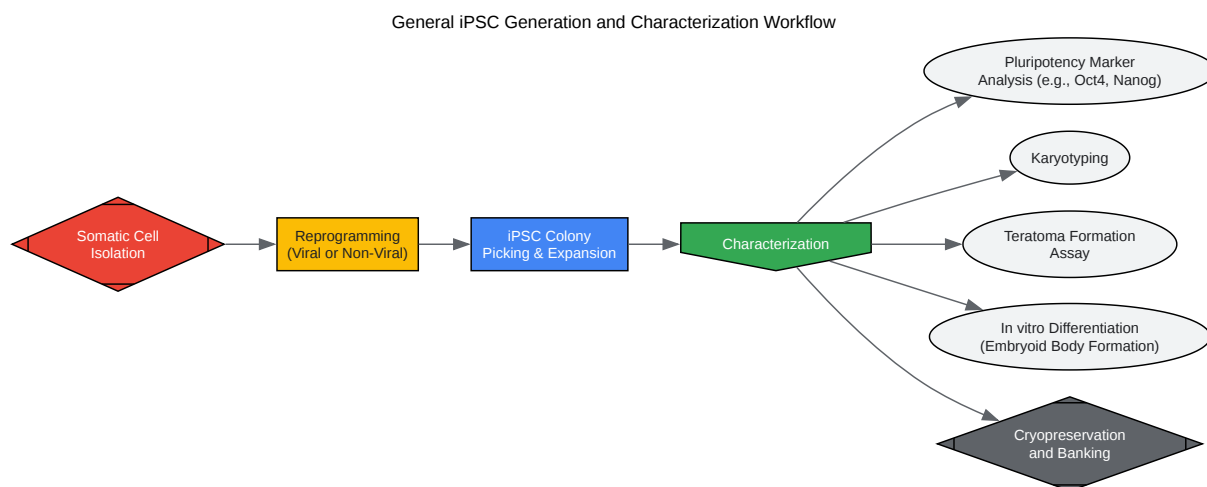 General iPSC Generation and Characterization Workflow
Somatic Cell
Isolation
Reprogramming
(Viral or Non-Viral)
iPSC Colony
Picking & Expansion
Characterization
Pluripotency Marker
Analysis (e.g., Oct4, Nanog)
Karyotyping
Teratoma Formation
Assay
In vitro Differentiation
(Embryoid Body Formation)
Cryopreservation
and Banking